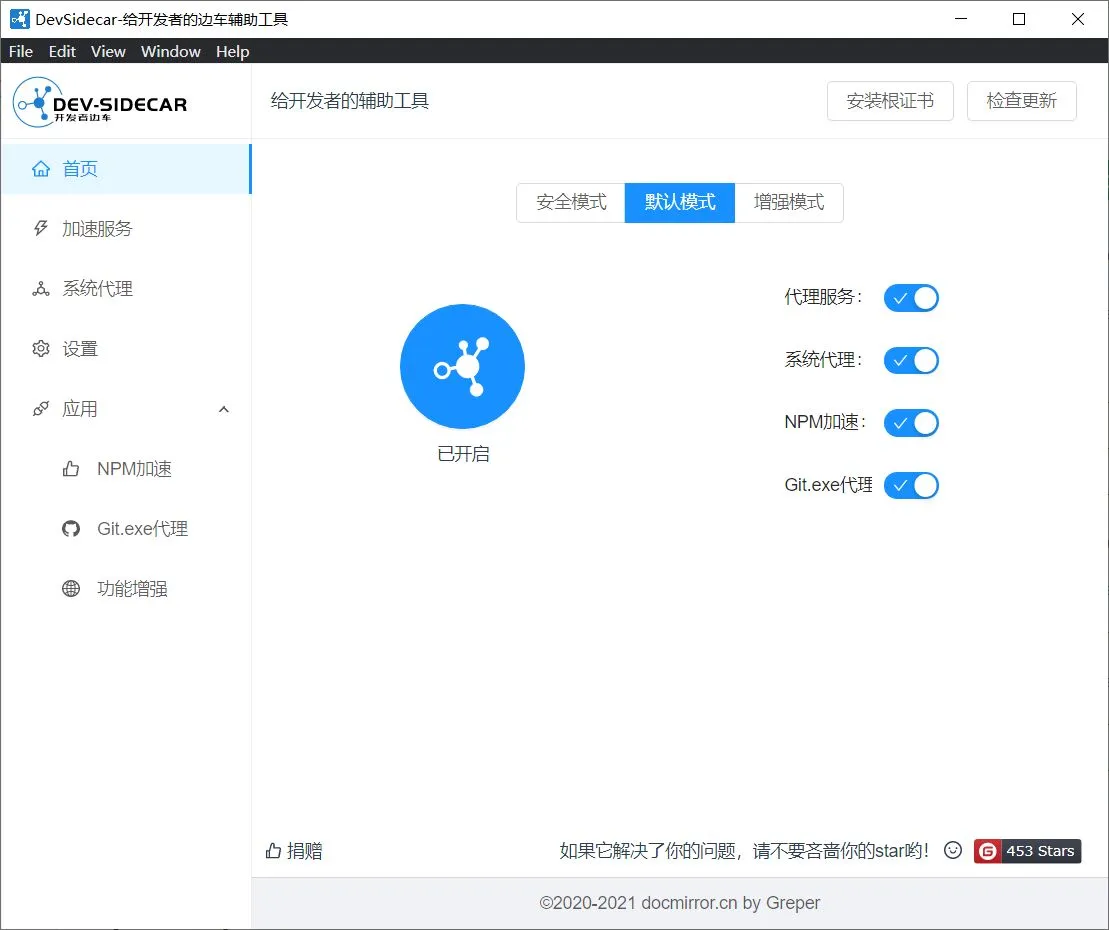 DevSidecar-给开发者的边车辅助工具
File Edit View Window Help
DEV-SIDECAR
开发者边车
给开发者的辅助工具
安装根证书
检查更新
首页
加速服务
系统代理
设置
应用
NPM加速
Git.exe代理
功能增强
安全模式
默认模式
增强模式
已开启
代理服务：
系统代理：
NPM加速：
Git.exe代理
捐赠
如果它解决了你的问题，请不要吝啬你的star哟！
G 453 Stars
©2020-2021 docmirror.cn by Greper